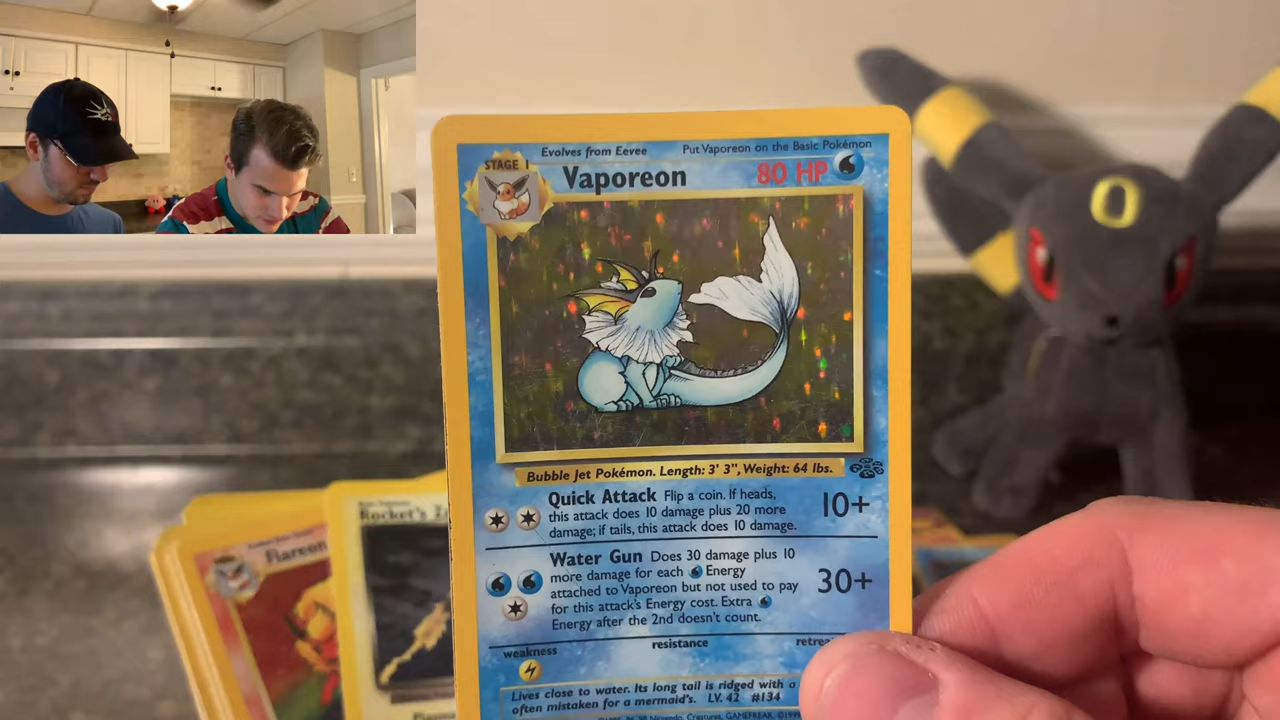 Evolves from Eevee
Put Vaporeon on the Basic Pokémon
STAGE 1
Vaporeon
80 HP
Bubble Jet Pokémon. Length: 3' 3", Weight: 64 lbs.
Quick Attack Flip a coin. If heads,
this attack does 10 damage plus 20 more
damage; if tails, this attack does 10 damage.
10+
Water Gun Does 30 damage plus 10
more damage for each Energy
attached to Vaporeon but not used to pay
for this attack's Energy cost. Extra
Energy after the 2nd doesn't count.
30+
weakness
resistance
retrea
Lives close to water. Its long tail is ridged with a
often mistaken for a mermaid's. LV. 42 #134
Nintendo, Creatures, GAMEFREAK.
Flareon
Rocket's Z